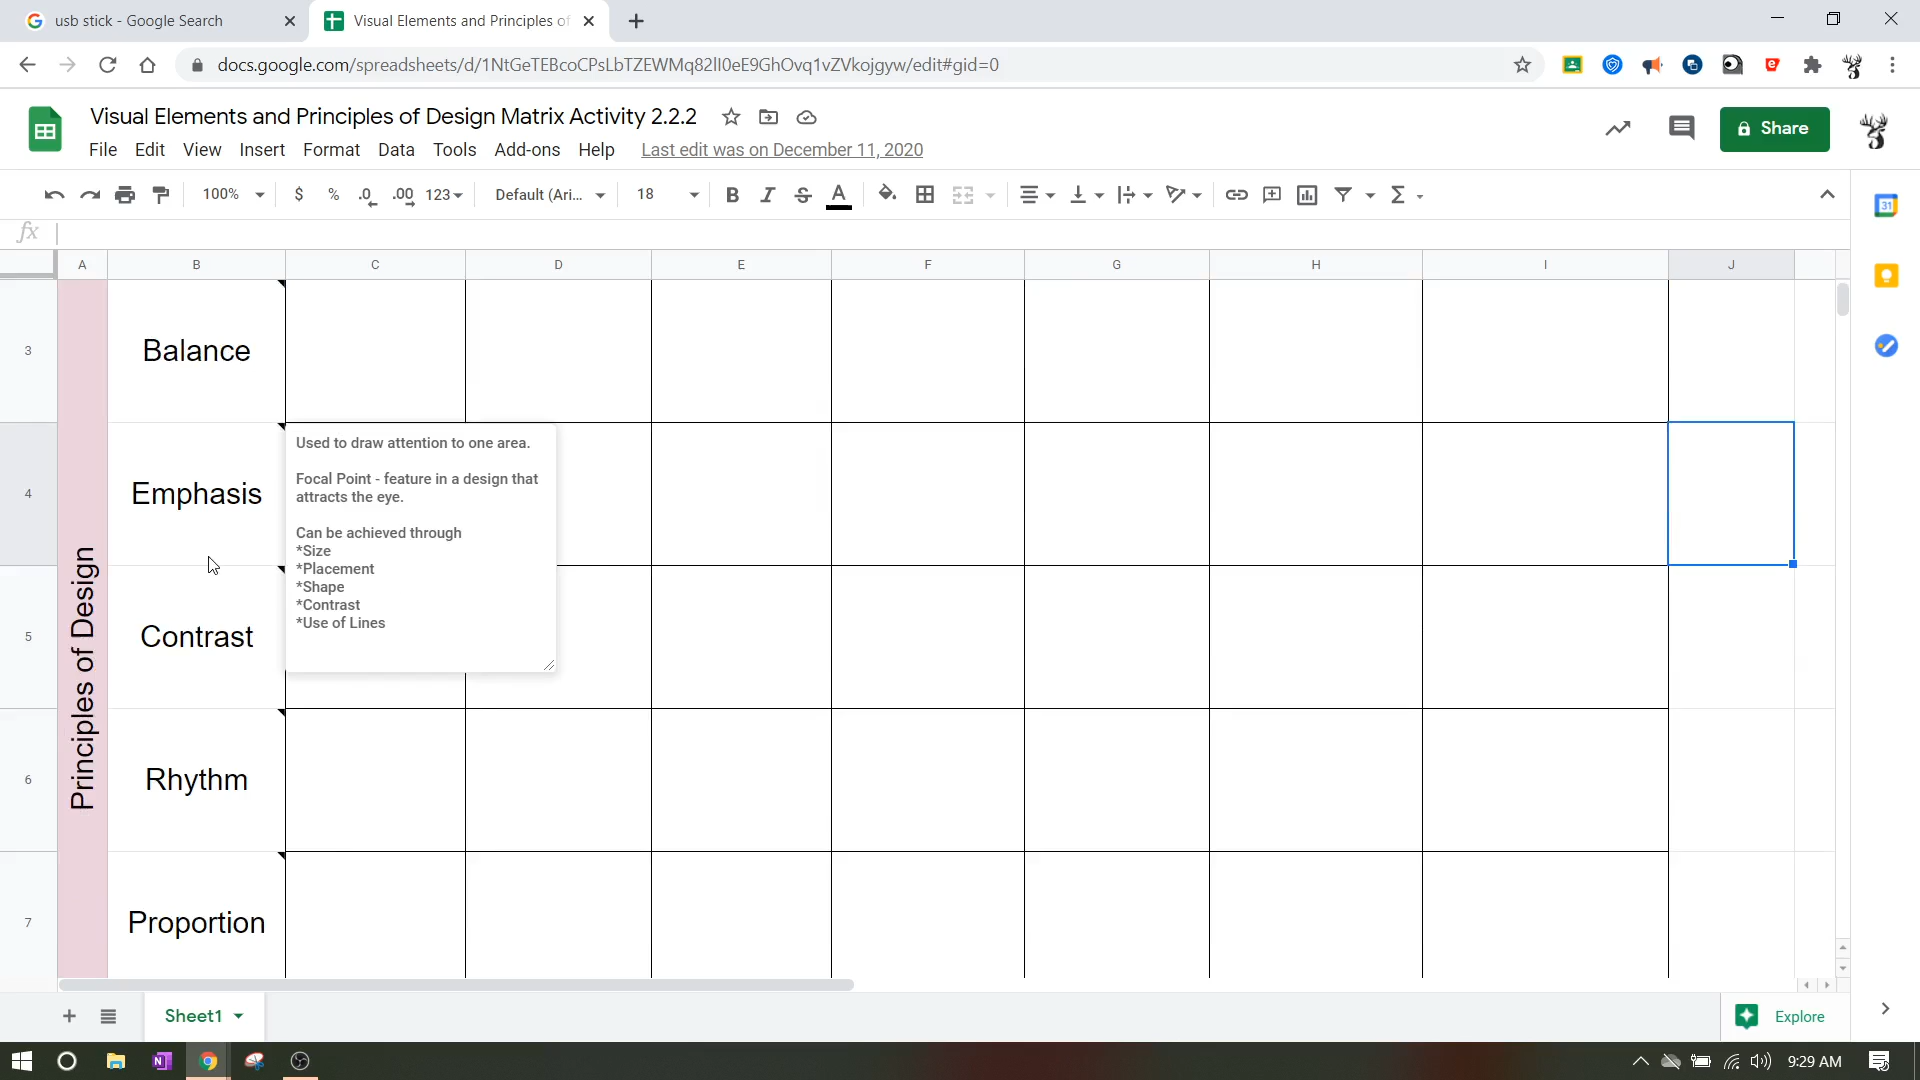 usb stick - Google Search
Visual Elements and Principles of
docs.google.com/spreadsheets/d/1NtGeTEBcoCPsLbTZEWMq82lI0eE9GhOvq1vZVkojgyw/edit#gid=0
Visual Elements and Principles of Design Matrix Activity 2.2.2
Share
File Edit View Insert Format Data Tools Add-ons Help Last edit was on December 11, 2020
100% $ % .0 .00 123 Default (Ari... 18 B I S A
fx
A B C D E F G H I J
3 Balance
4 Emphasis
Used to draw attention to one area.
Focal Point - feature in a design that
attracts the eye.
Can be achieved through
*Size
*Placement
*Shape
*Contrast
*Use of Lines
Principles of Design
5 Contrast
6 Rhythm
7 Proportion
Sheet1
Explore
9:29 AM